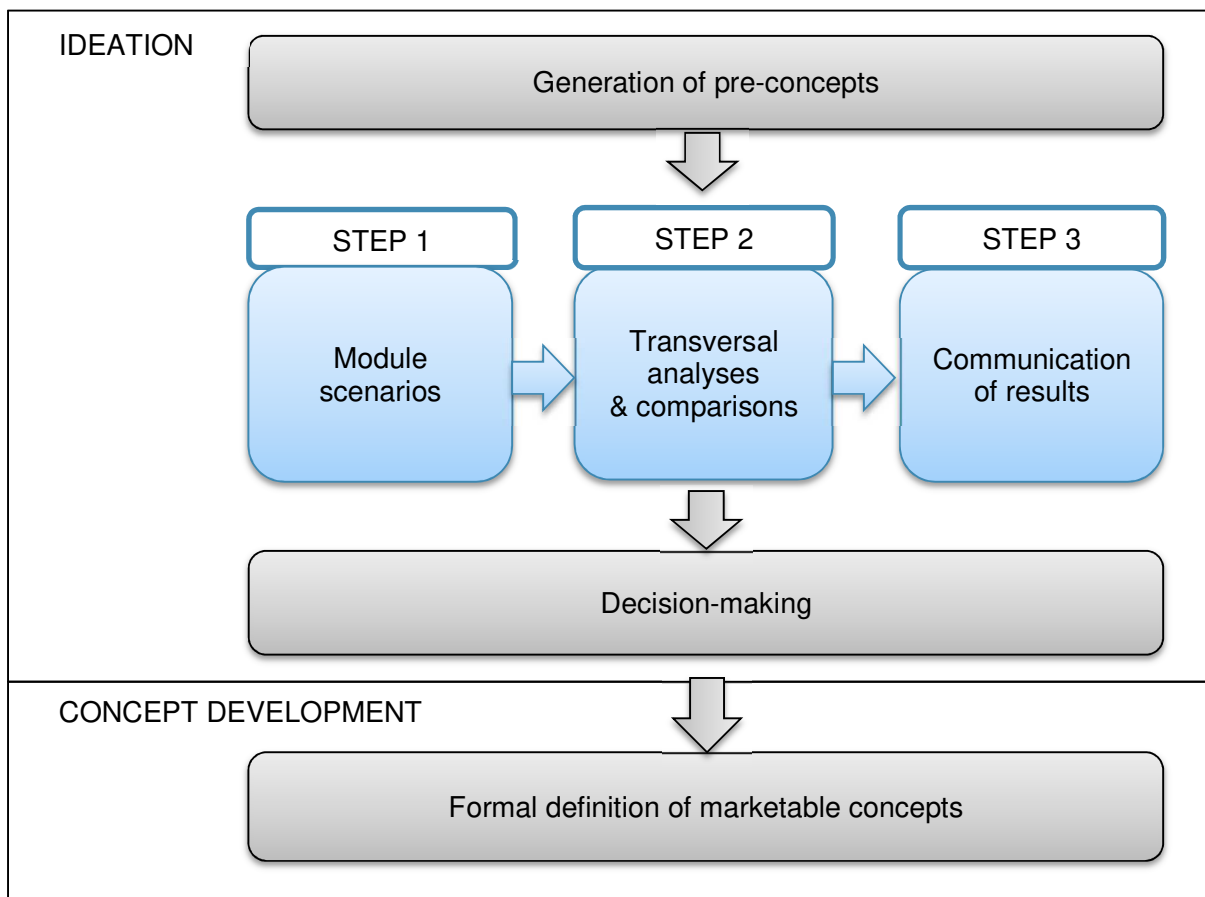 IDEATION
Generation of pre-concepts
STEP 1
STEP 2
STEP 3
Module
scenarios
Transversal
analyses
& comparisons
Communication
of results
Decision-making
CONCEPT DEVELOPMENT
Formal definition of marketable concepts